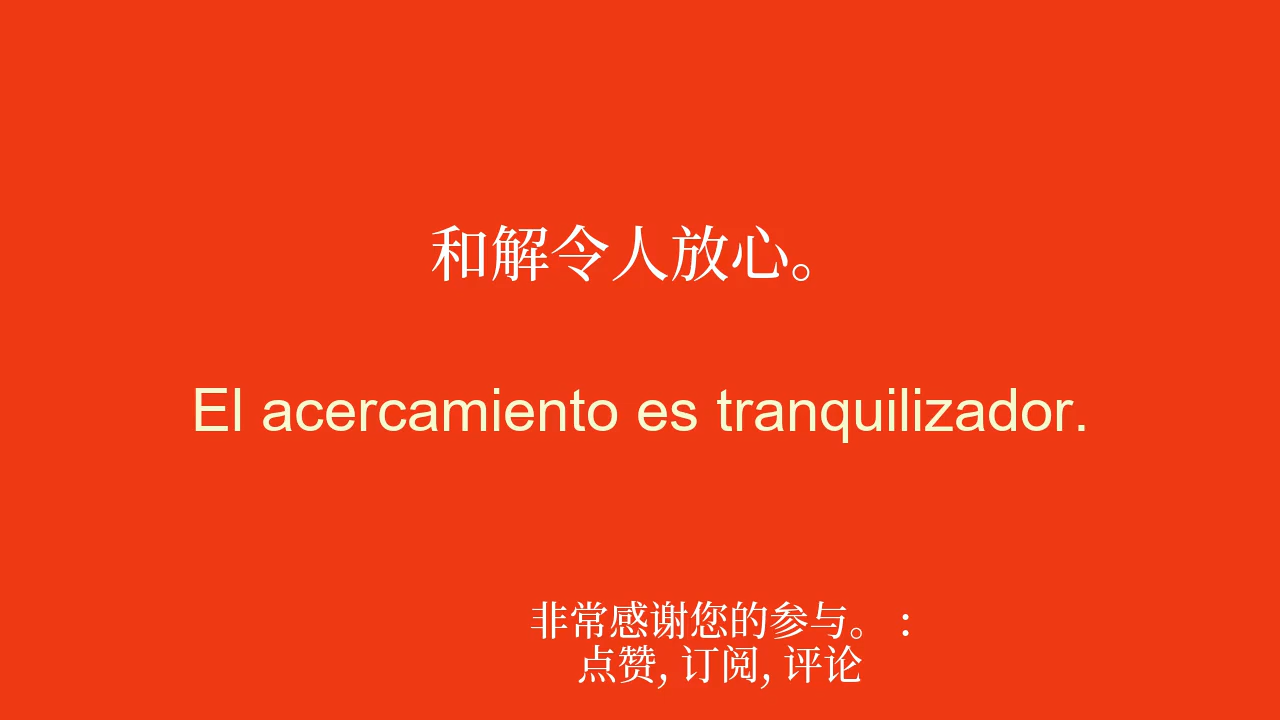 和解令人放心。
El acercamiento es tranquilizador.
非常感谢您的参与。 :
点赞, 订阅, 评论